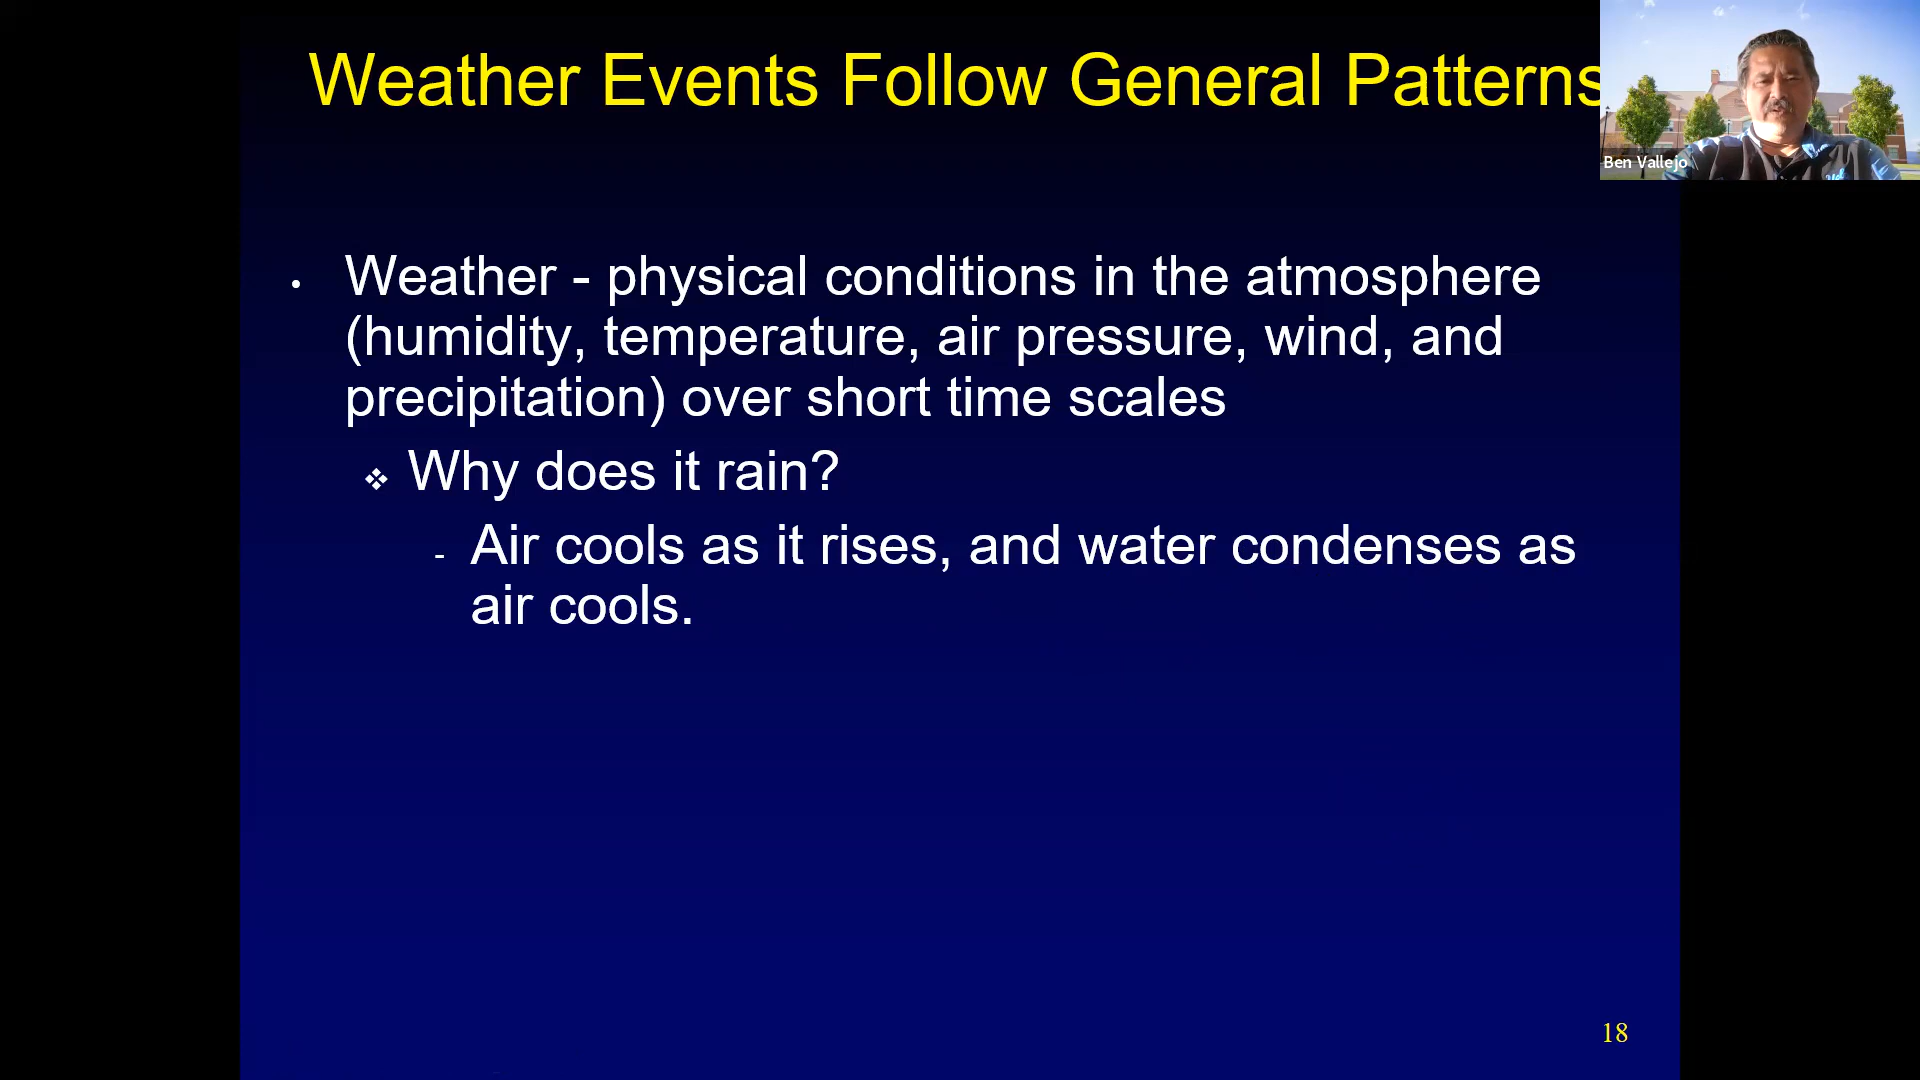 Weather Events Follow General Patterns
Ben Vallejo
• Weather - physical conditions in the atmosphere
(humidity, temperature, air pressure, wind, and
precipitation) over short time scales
❖ Why does it rain?
- Air cools as it rises, and water condenses as
air cools.
18